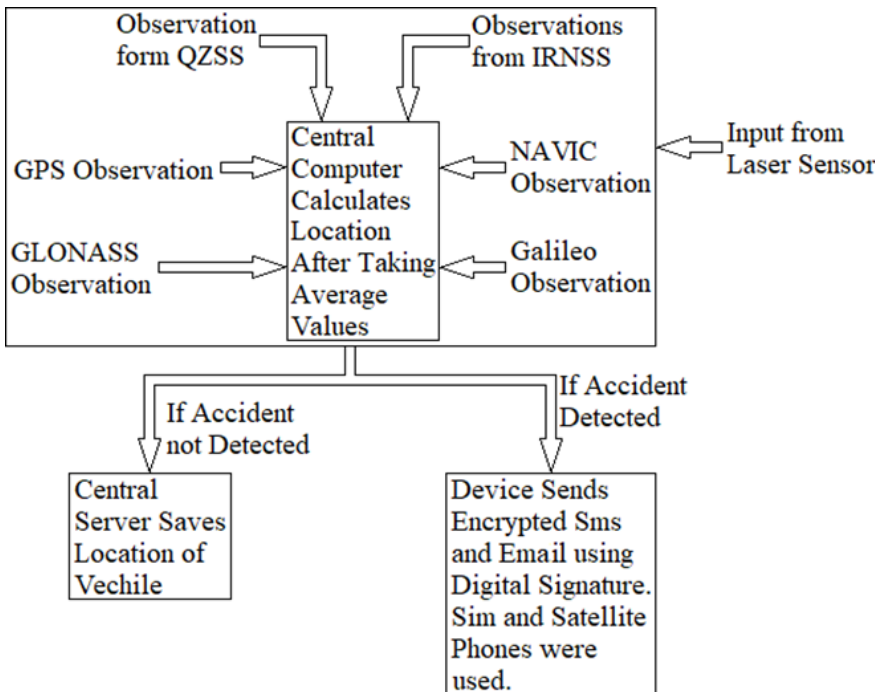 Observation
form QZSS
Observations
from IRNSS
Central
Computer
Calculates
Location
After Taking
Average
Values
GPS Observation
NAVIC
Observation
Input from
Laser Sensor
GLONASS
Observation
Galileo
Observation
If Accident
not Detected
If Accident
Detected
Central
Server Saves
Location of
Vechile
Device Sends
Encrypted Sms
and Email using
Digital Signature.
Sim and Satellite
Phones were
used.